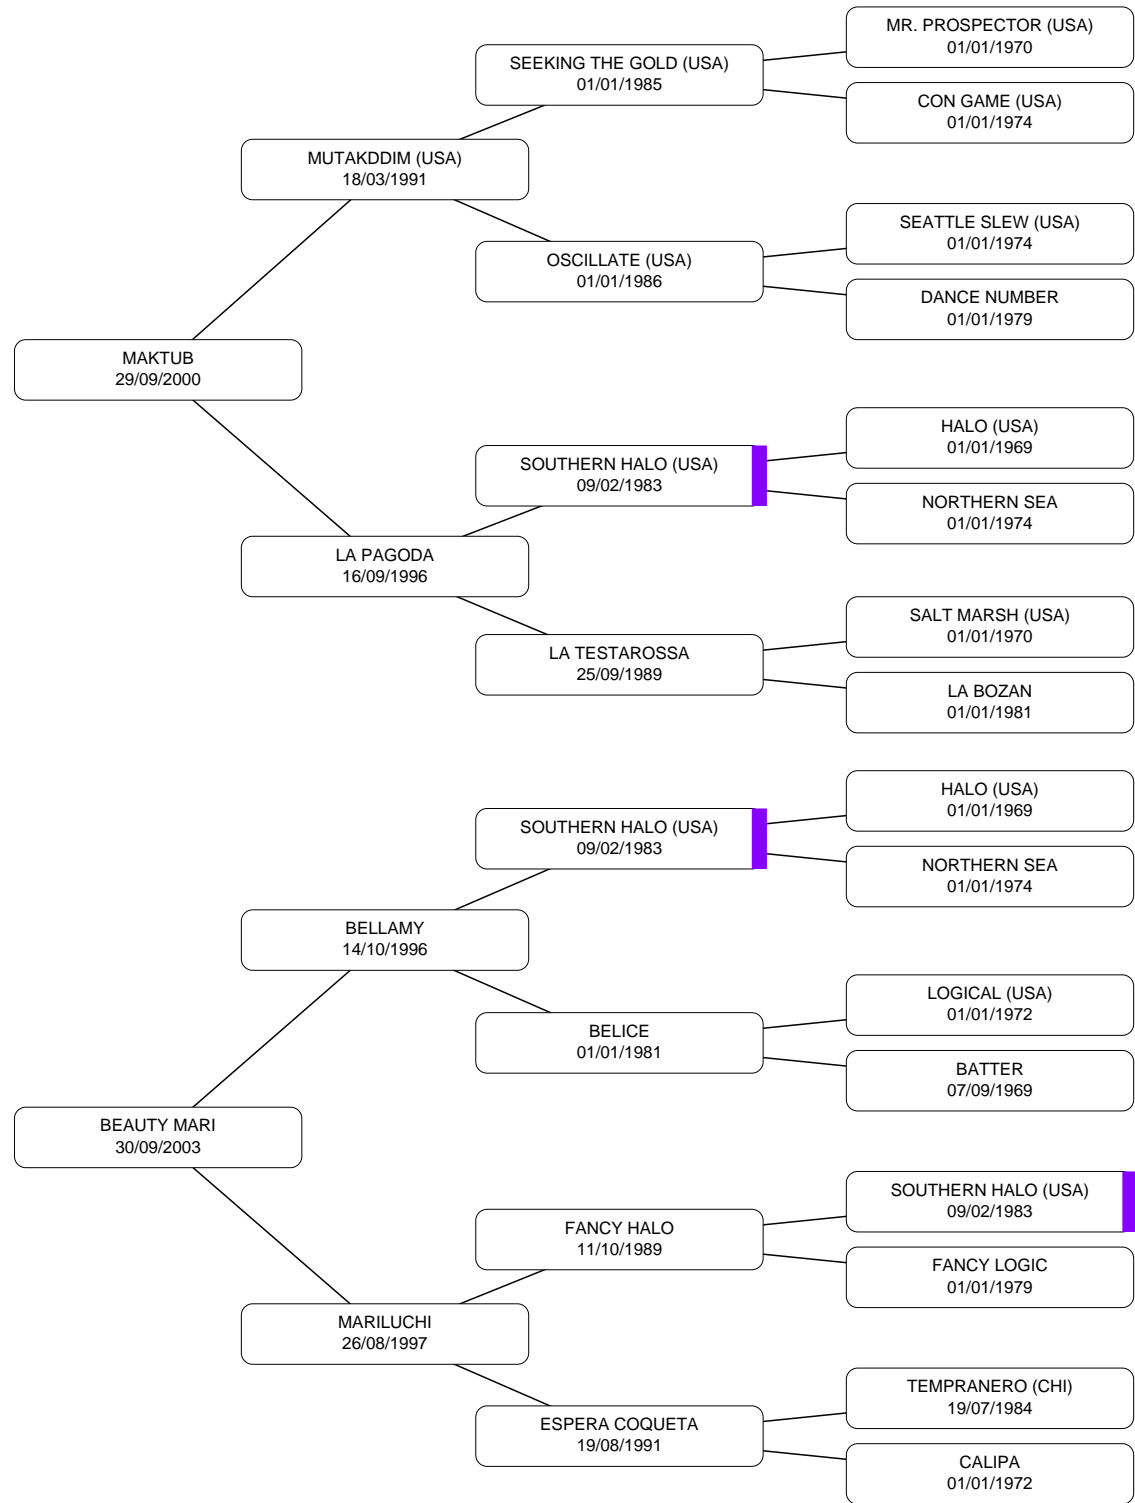 MR. PROSPECTOR (USA)
01/01/1970
SEEKING THE GOLD (USA)
01/01/1985
CON GAME (USA)
01/01/1974
MUTAKDDIM (USA)
18/03/1991
SEATTLE SLEW (USA)
01/01/1974
OSCILLATE (USA)
01/01/1986
DANCE NUMBER
01/01/1979
MAKTUB
29/09/2000
HALO (USA)
01/01/1969
SOUTHERN HALO (USA)
09/02/1983
NORTHERN SEA
01/01/1974
LA PAGODA
16/09/1996
SALT MARSH (USA)
01/01/1970
LA TESTAROSSA
25/09/1989
LA BOZAN
01/01/1981
HALO (USA)
01/01/1969
SOUTHERN HALO (USA)
09/02/1983
NORTHERN SEA
01/01/1974
BELLAMY
14/10/1996
LOGICAL (USA)
01/01/1972
BELICE
01/01/1981
BATTER
07/09/1969
BEAUTY MARI
30/09/2003
SOUTHERN HALO (USA)
09/02/1983
FANCY HALO
11/10/1989
FANCY LOGIC
01/01/1979
MARILUCHI
26/08/1997
TEMPRANERO (CHI)
19/07/1984
ESPERA COQUETA
19/08/1991
CALIPA
01/01/1972